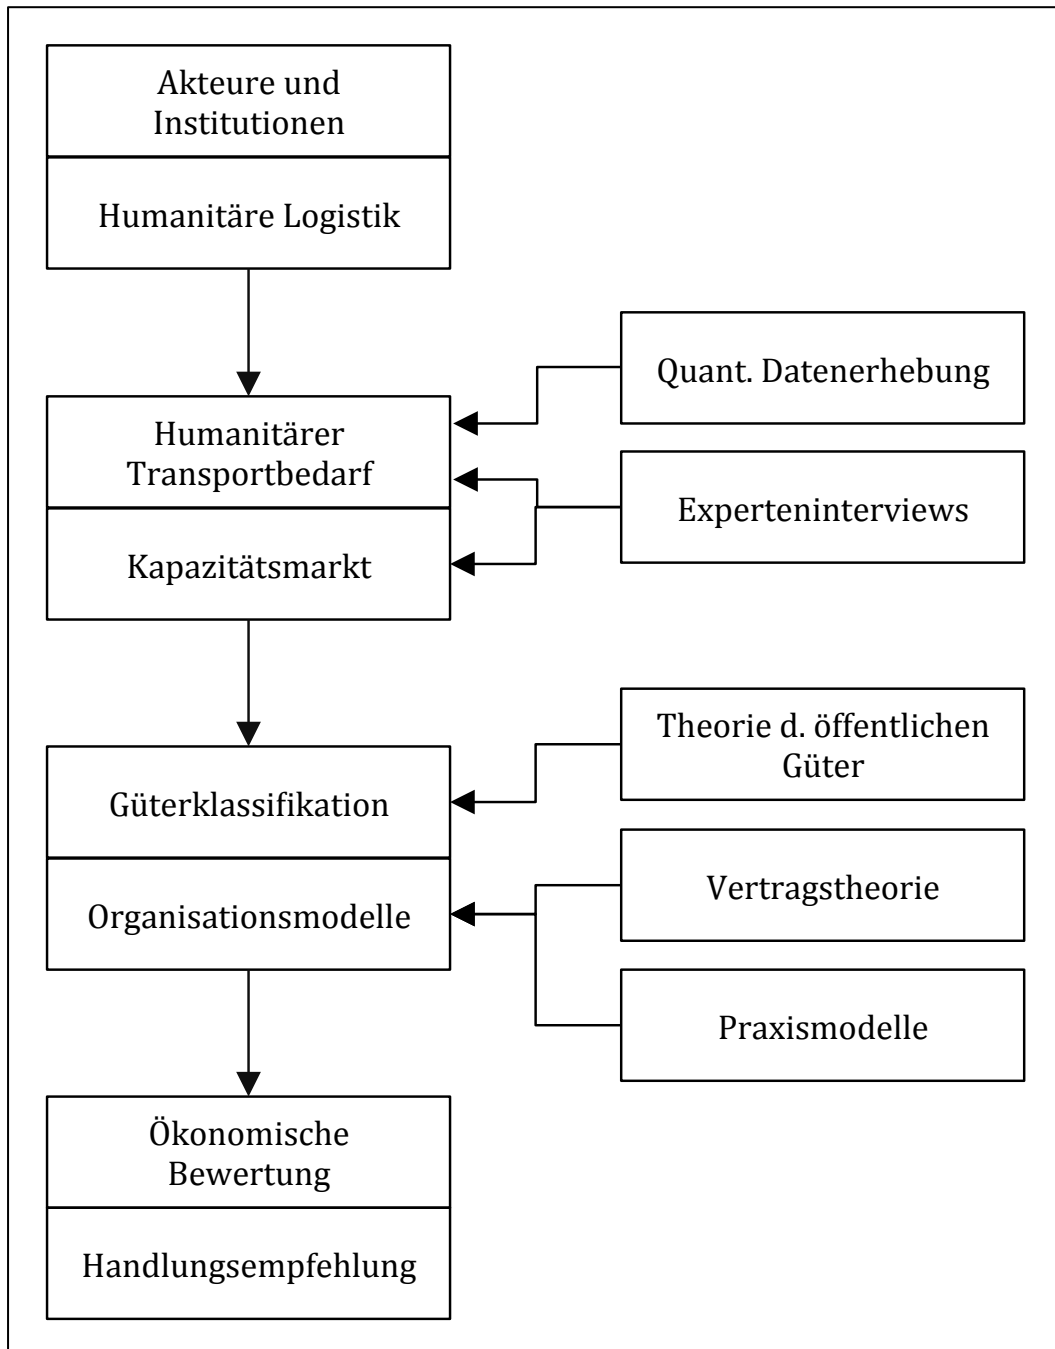 Akteure und
Institutionen
Humanitäre Logistik
Quant. Datenerhebung
Humanitärer
Transportbedarf
Experteninterviews
Kapazitätsmarkt
Theorie d. öffentlichen
Güter
Güterklassifikation
Vertragstheorie
Organisationsmodelle
Praxismodelle
Ökonomische
Bewertung
Handlungsempfehlung